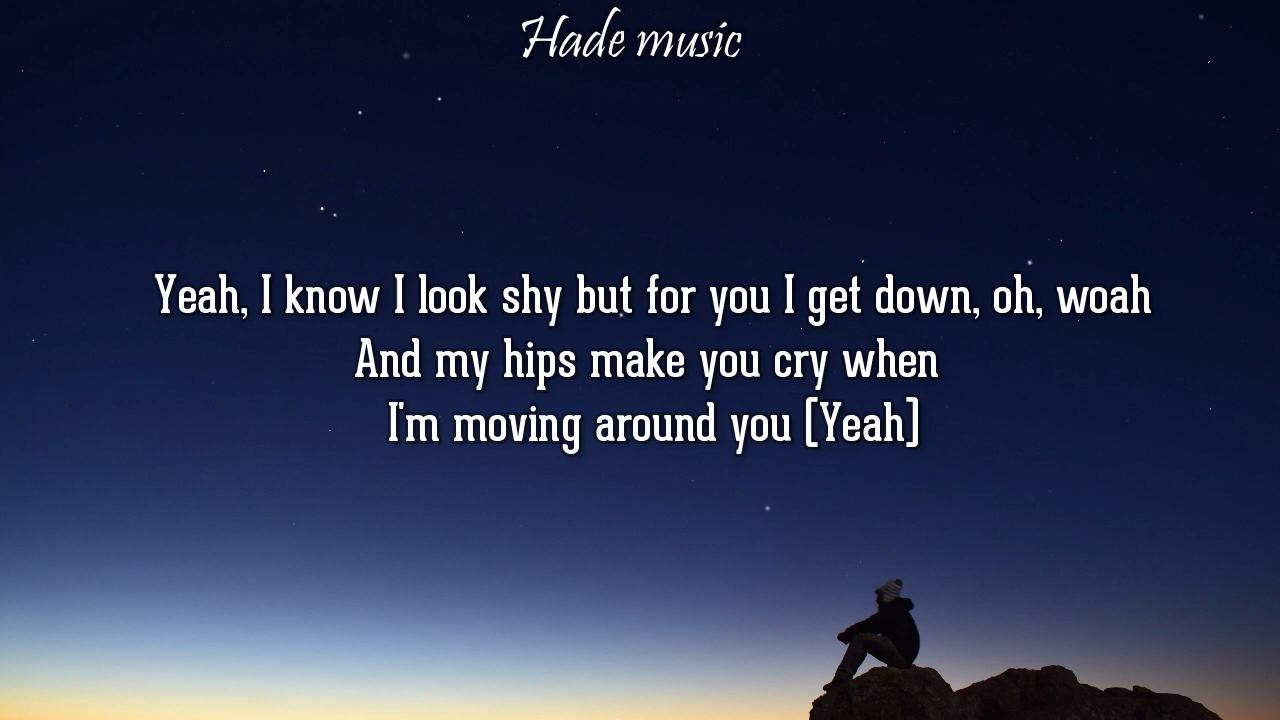 Hade music
Yeah, I know I look shy but for you I get down, oh, woah
And my hips make you cry when
I'm moving around you [Yeah]